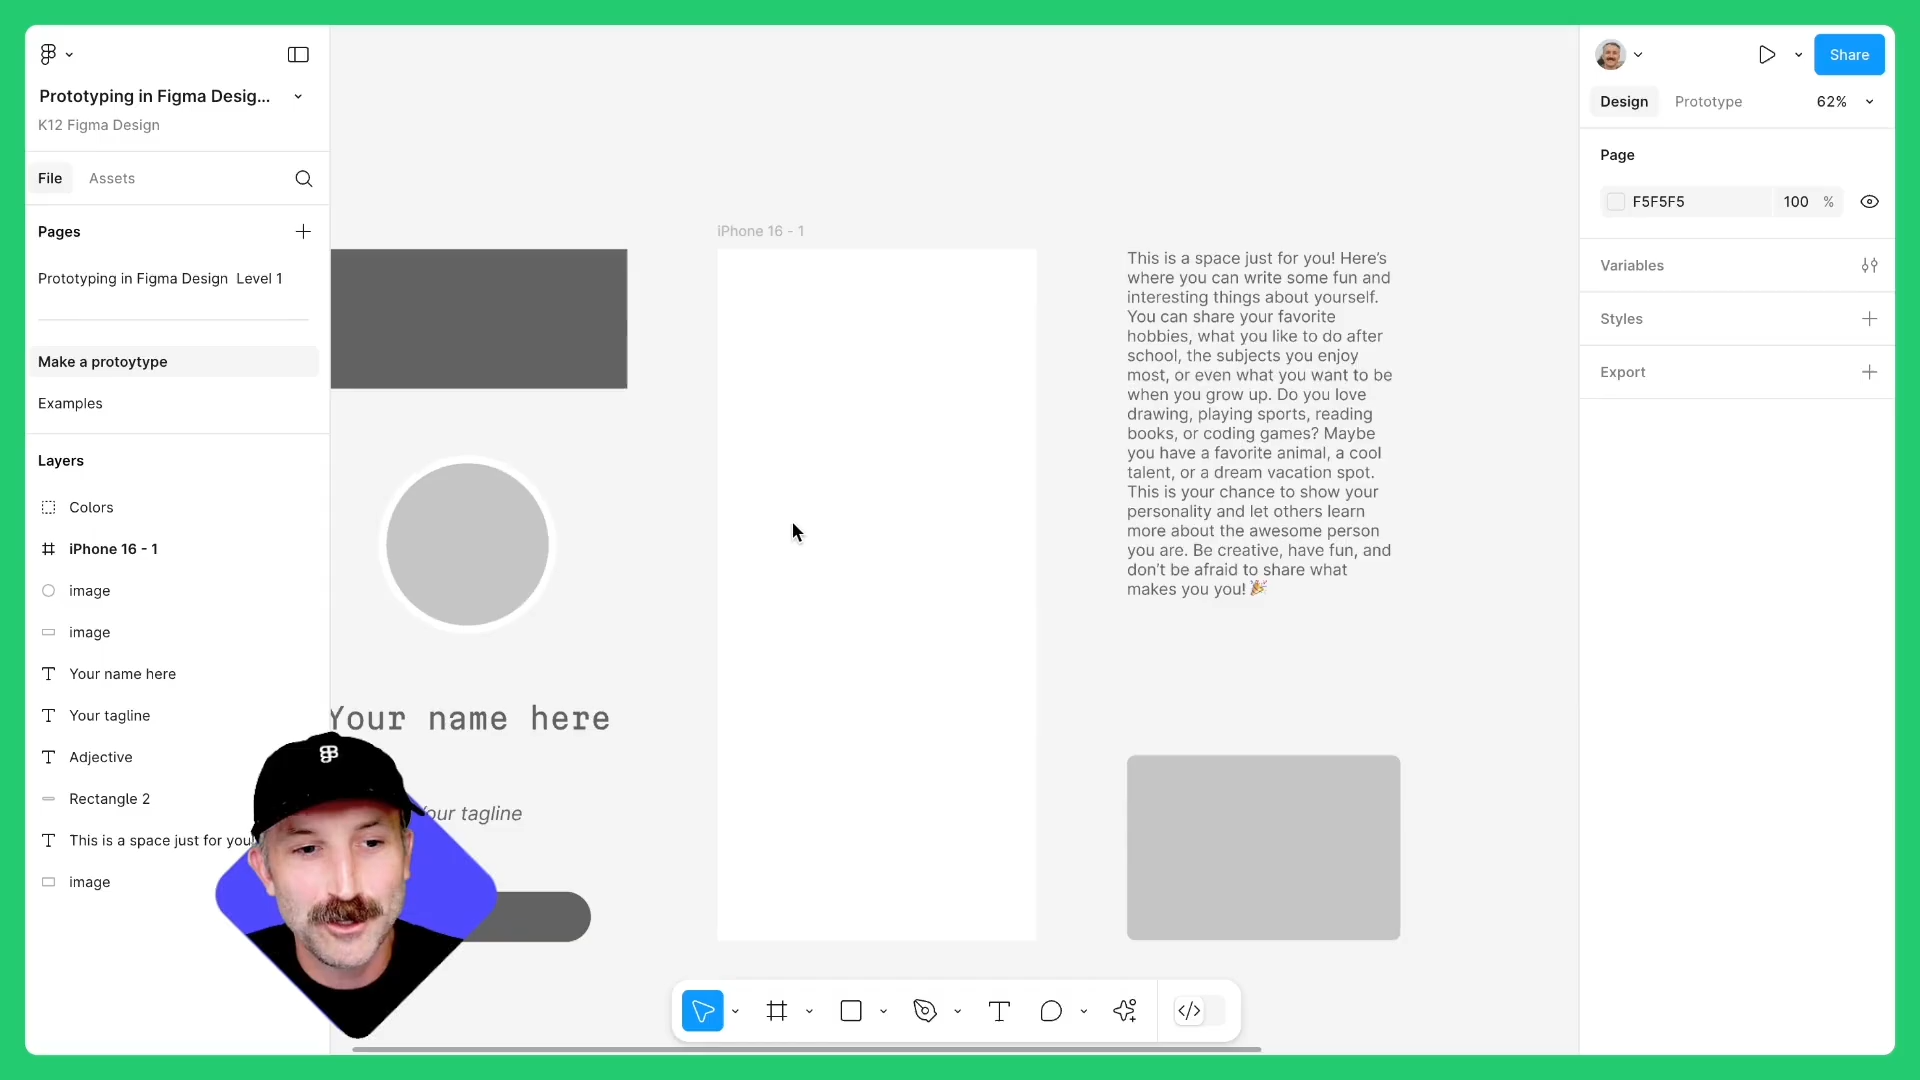 Prototyping in Figma Desig...
K12 Figma Design
File
Assets
Pages
Prototyping in Figma Design Level 1
Make a protoytype
Examples
Layers
Colors
iPhone 16 - 1
image
image
Your name here
Your tagline
Adjective
Rectangle 2
This is a space just for you!
image
Your name here
our tagline
iPhone 16 - 1
This is a space just for you! Here's
where you can write some fun and
interesting things about yourself.
You can share your favorite
hobbies, what you like to do after
school, the subjects you enjoy
most, or even what you want to be
when you grow up. Do you love
drawing, playing sports, reading
books, or coding games? Maybe
you have a favorite animal, a cool
talent, or a dream vacation spot.
This is your chance to show your
personality and let others learn
more about the awesome person
you are. Be creative, have fun, and
don't be afraid to share what
makes you you! 🎉
Share
Design
Prototype
62%
Page
F5F5F5
100 %
Variables
Styles
Export